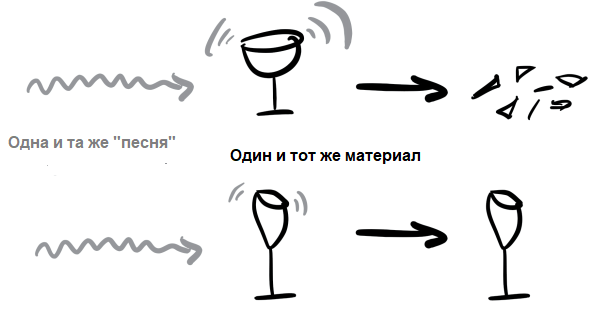 Одна и та же "песня"
Один и тот же материал